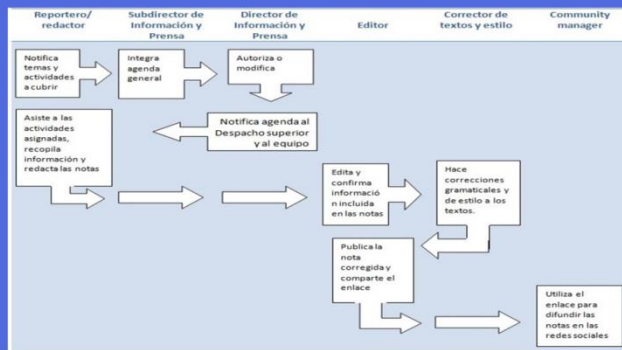 Reportero/
redactor
Subdirector de
Información y
Prensa
Director de
Información y
Prensa
Editor
Corrector de
textos y estilo
Community
manager
Notifica
temas y
actividades
a cubrir
Integra
agenda
general
Autoriza o
modifica
Notifica agenda al
Despacho superior
y al equipo
Asiste a las
actividades
asignadas,
recopila
información y
redacta las notas
Edita y
confirma
informació
n incluida
en las notas
Hace
correcciones
gramaticales y
de estilo a los
textos.
Publica la
nota
corregida y
comparte el
enlace
Utiliza el
enlace para
difundir las
notas en las
redes sociales